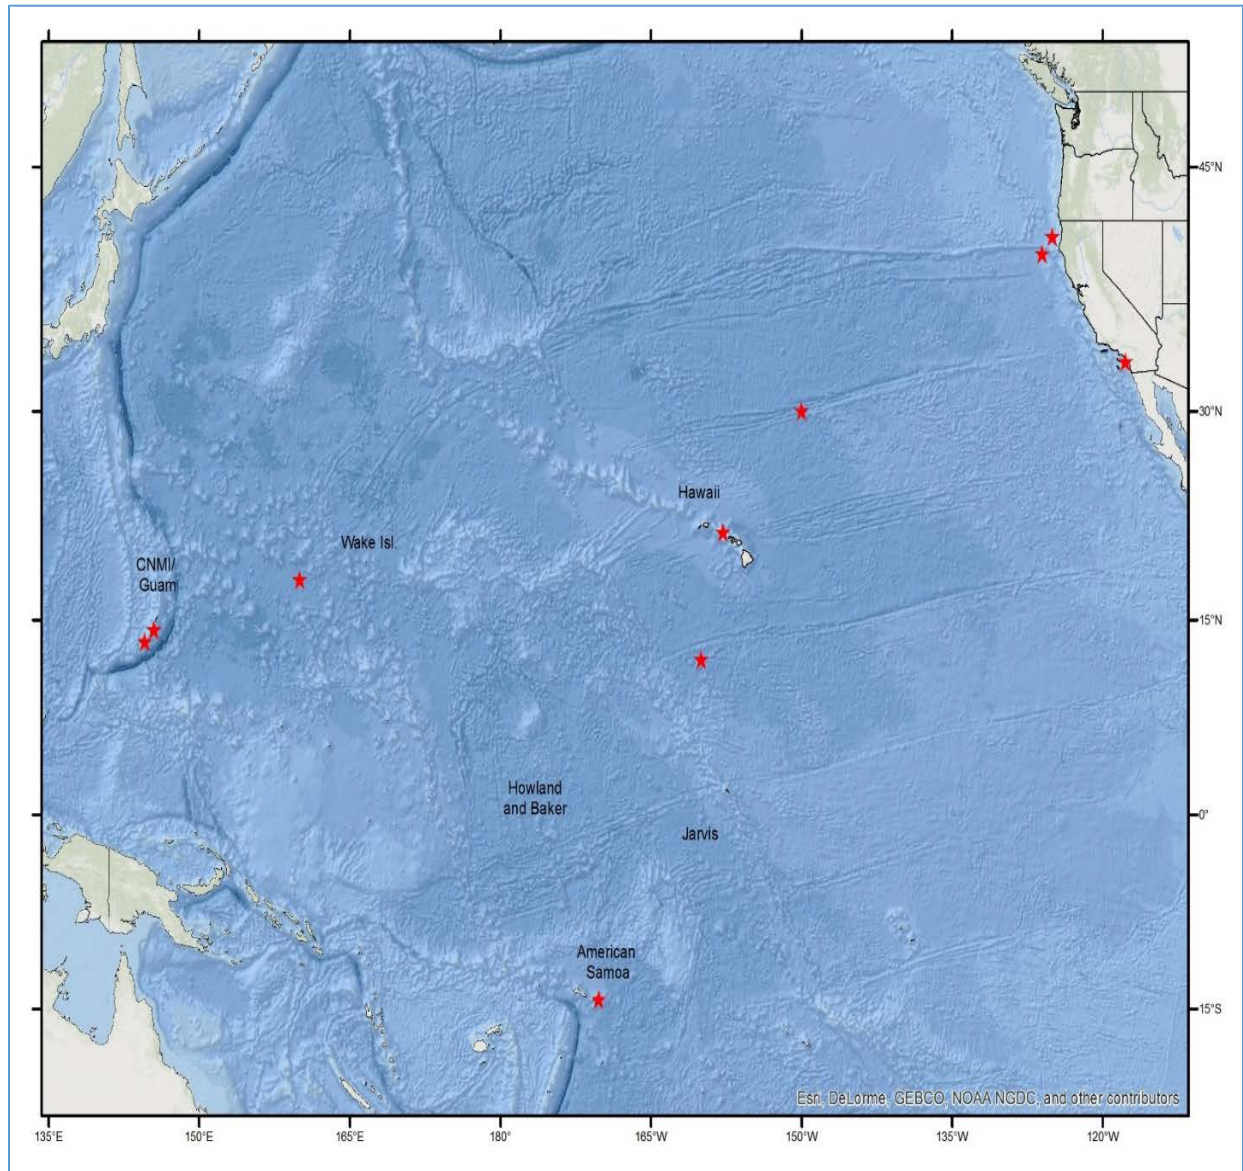 45°N
30°N
Hawaii
Wake Isl.
CNMI/
Guam
15°N
Howland
and Baker
0°
Jarvis
American
Samoa
15°S
Esri, DeLorme, GEBCO, NOAA NGDC, and other contributors
135°E 150°E 165°E 180° 165°W 150°W 135°W 120°W